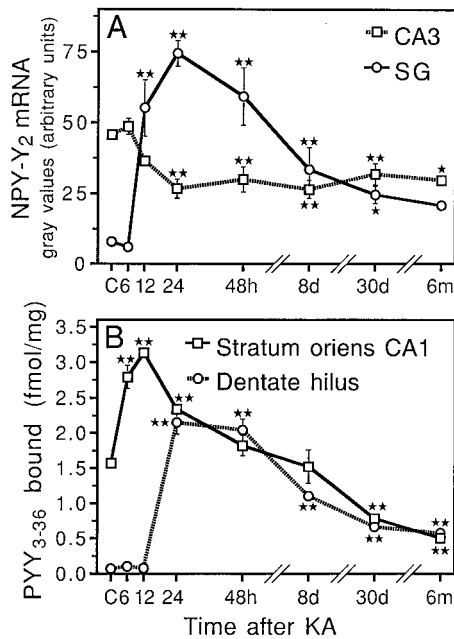 A
NPY-Y2 mRNA
gray values (arbitrary units)
75
50
25
0
CA3
SG
★★
★★
★★
★★
★★
★★
★★
★★
★
★
C 6 12 24 48h 8d 30d 6m
B
PYY3-36 bound (fmol/mg)
3.5
3.0
2.5
2.0
1.5
1.0
0.5
0.0
Stratum oriens CA1
Dentate hilus
★★
★★
★★
★★
★★
★★
★★
★★
★★
★★
C 6 12 24 48h 8d 30d 6m
Time after KA